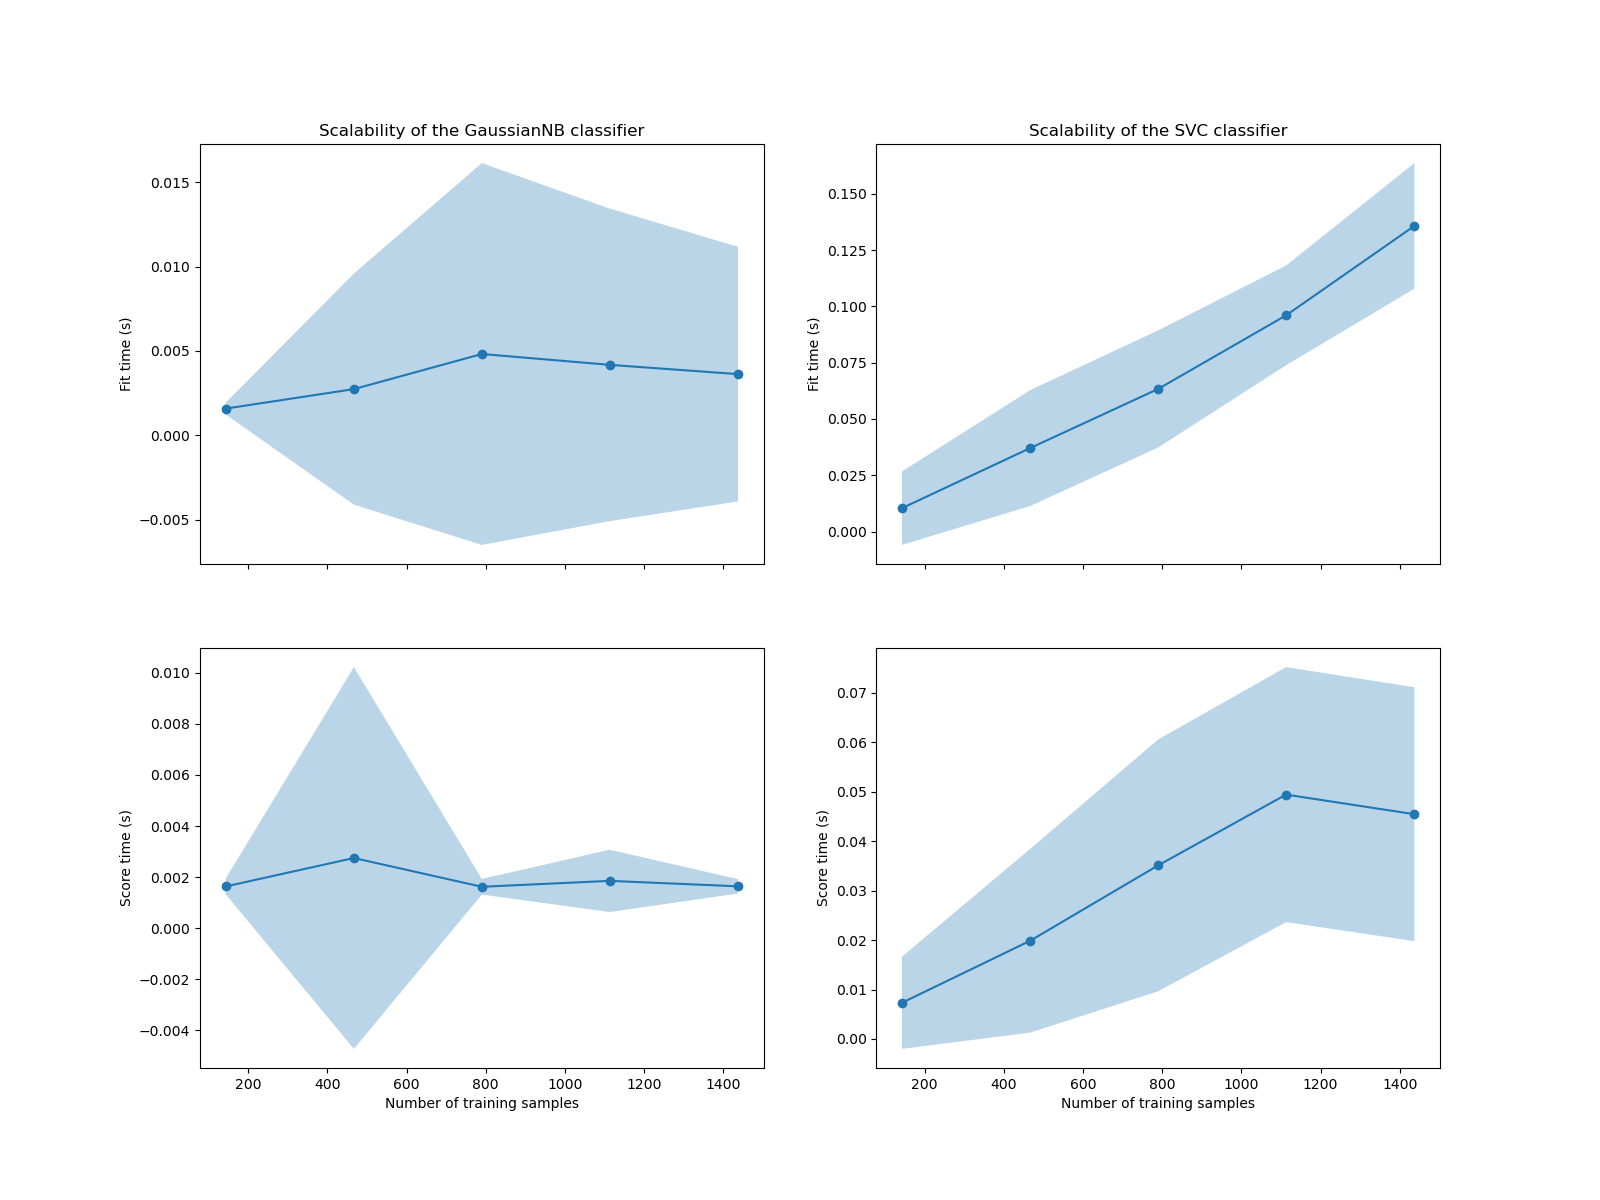 Scalability of the GaussianNB classifier
0.015
0.010
0.005
0.000
−0.005
Fit time (s)
Scalability of the SVC classifier
0.150
0.125
0.100
0.075
0.050
0.025
0.000
Fit time (s)
0.010
0.008
0.006
0.004
0.002
0.000
−0.002
−0.004
Score time (s)
200 400 600 800 1000 1200 1400
Number of training samples
0.07
0.06
0.05
0.04
0.03
0.02
0.01
0.00
Score time (s)
200 400 600 800 1000 1200 1400
Number of training samples